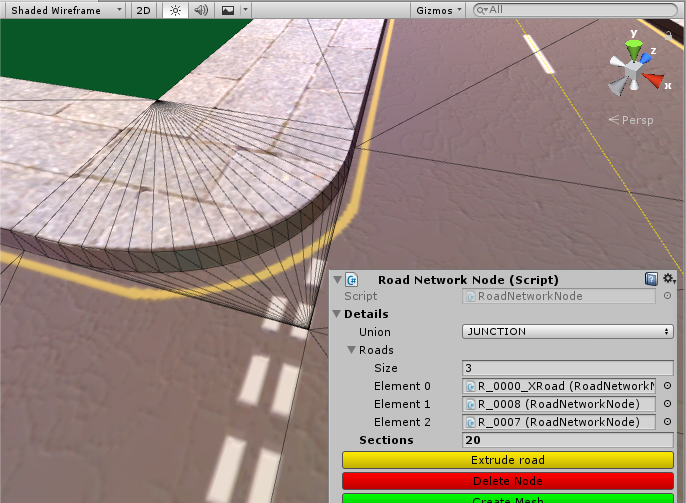 Shaded Wireframe 2D Gizmos All
y
z
x
Persp
Road Network Node (Script)
Script RoadNetworkNode
Details
Union JUNCTION
Roads
Size 3
Element 0 R_0000_XRoad (RoadNetworkN
Element 1 R_0008 (RoadNetworkNode)
Element 2 R_0007 (RoadNetworkNode)
Sections 20
Extrude road
Delete Node
Create Mesh